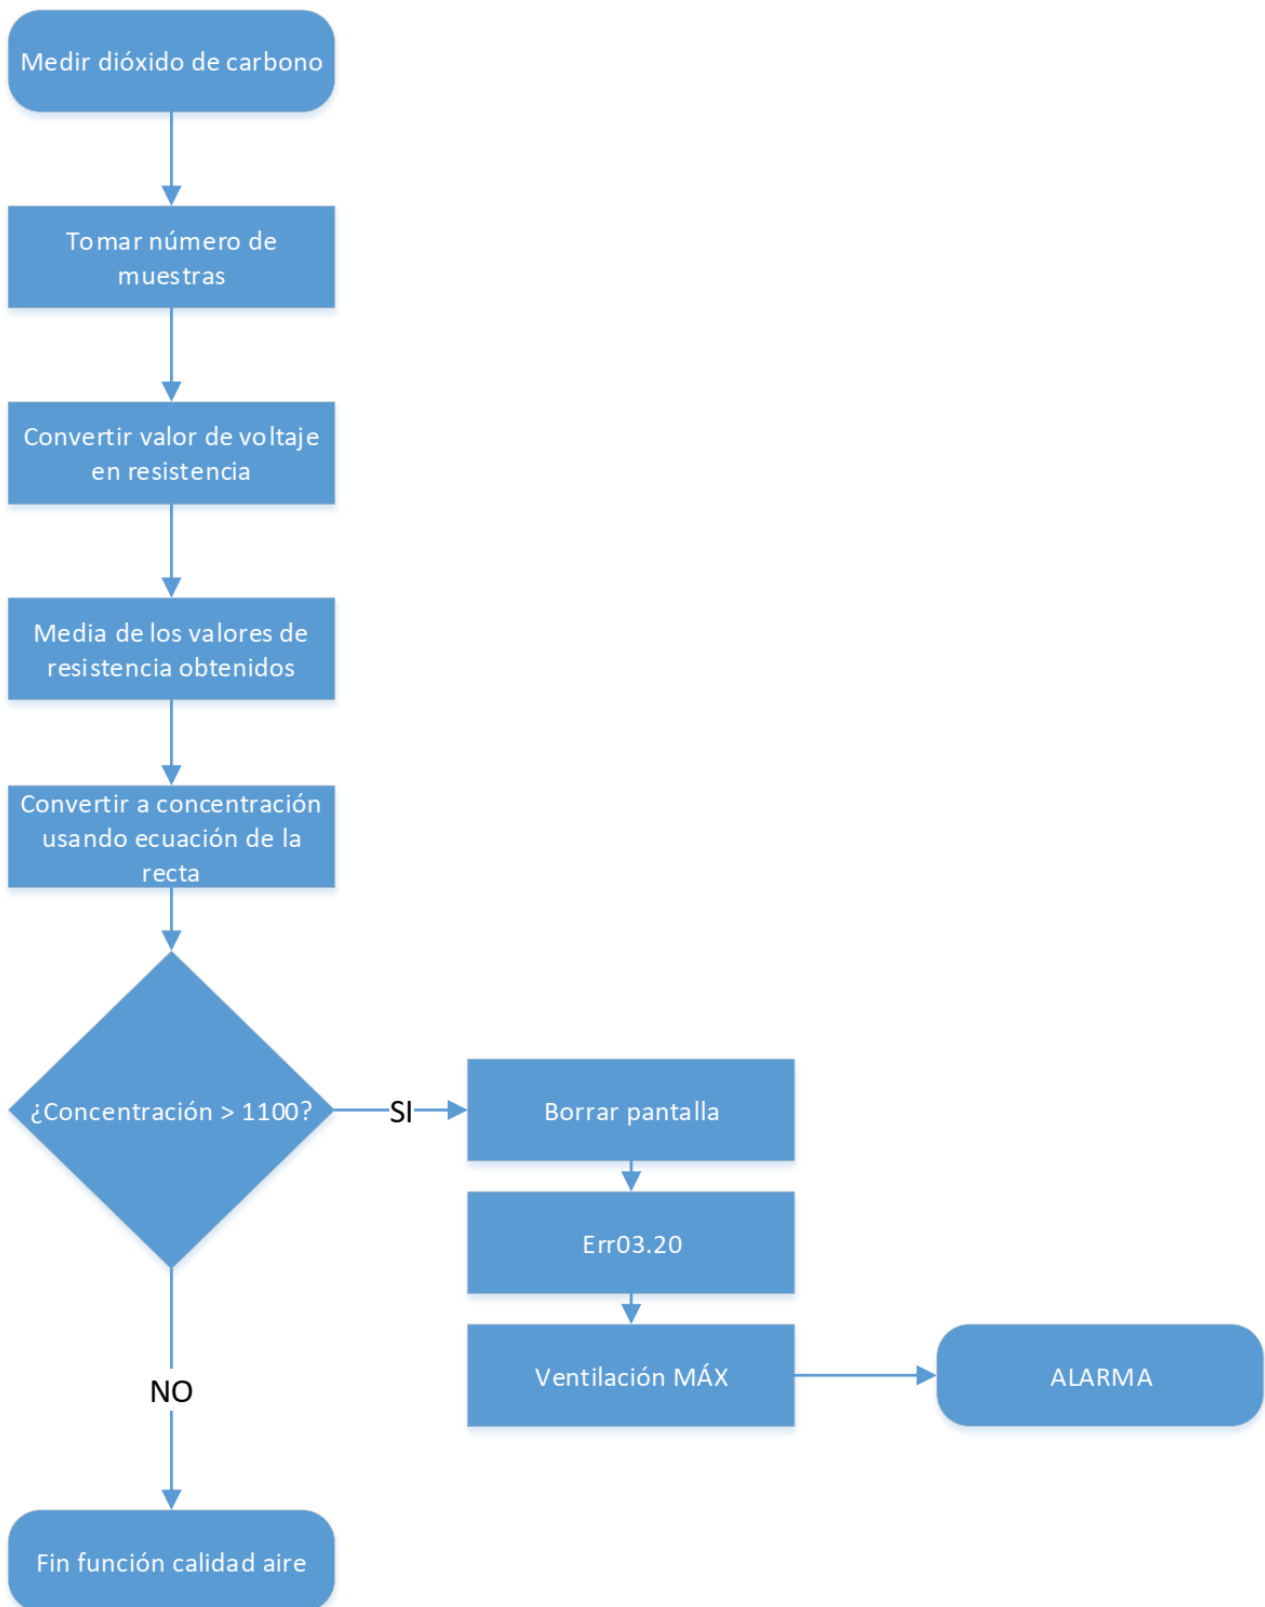 Medir dióxido de carbono
Tomar número de
muestras
Convertir valor de voltaje
en resistencia
Media de los valores de
resistencia obtenidos
Convertir a concentración
usando ecuación de la
recta
¿Concentración > 1100?
SI
Borrar pantalla
Err03.20
Ventilación MÁX
ALARMA
NO
Fin función calidad aire